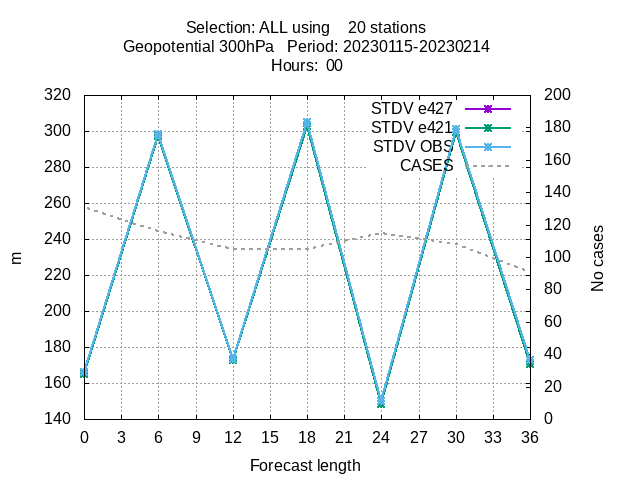 Selection: ALL using 20 stations
Geopotential 300hPa Period: 20230115-20230214
Hours: 00
STDV e427
STDV e421
STDV OBS
CASES
320
300
280
260
240
220
200
180
160
140
200
180
160
140
120
100
80
60
40
20
0
m
No cases
0 3 6 9 12 15 18 21 24 27 30 33 36
Forecast length